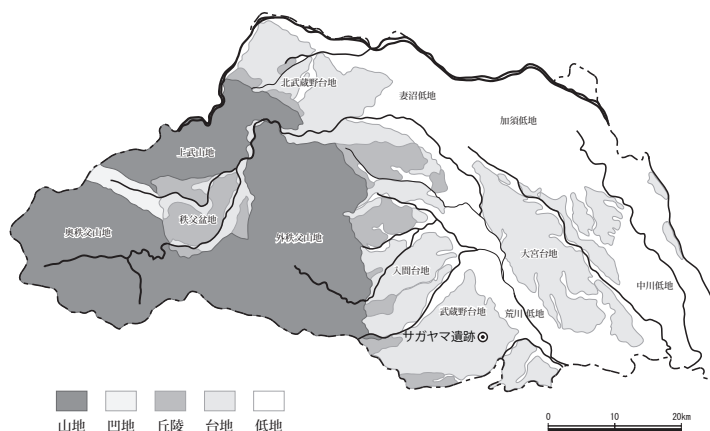 北武蔵野台地
妻沼低地
加須低地
上武山地
秩父盆地
奥秩父山地
外秩父山地
大宮台地
入間台地
中川低地
武蔵野台地
荒川低地
サガヤマ遺跡
山地
凹地
丘陵
台地
低地
0 10 20km